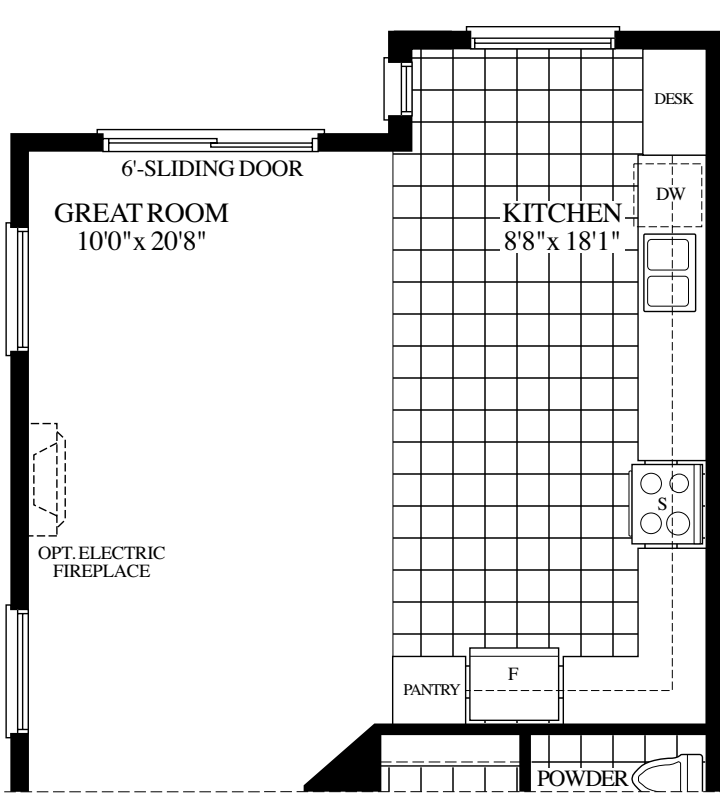 DESK
6'-SLIDING DOOR
DW
GREAT ROOM
10'0" x 20'8"
KITCHEN
8'8" x 18'1"
S
OPT. ELECTRIC
FIREPLACE
F
PANTRY
POWDER